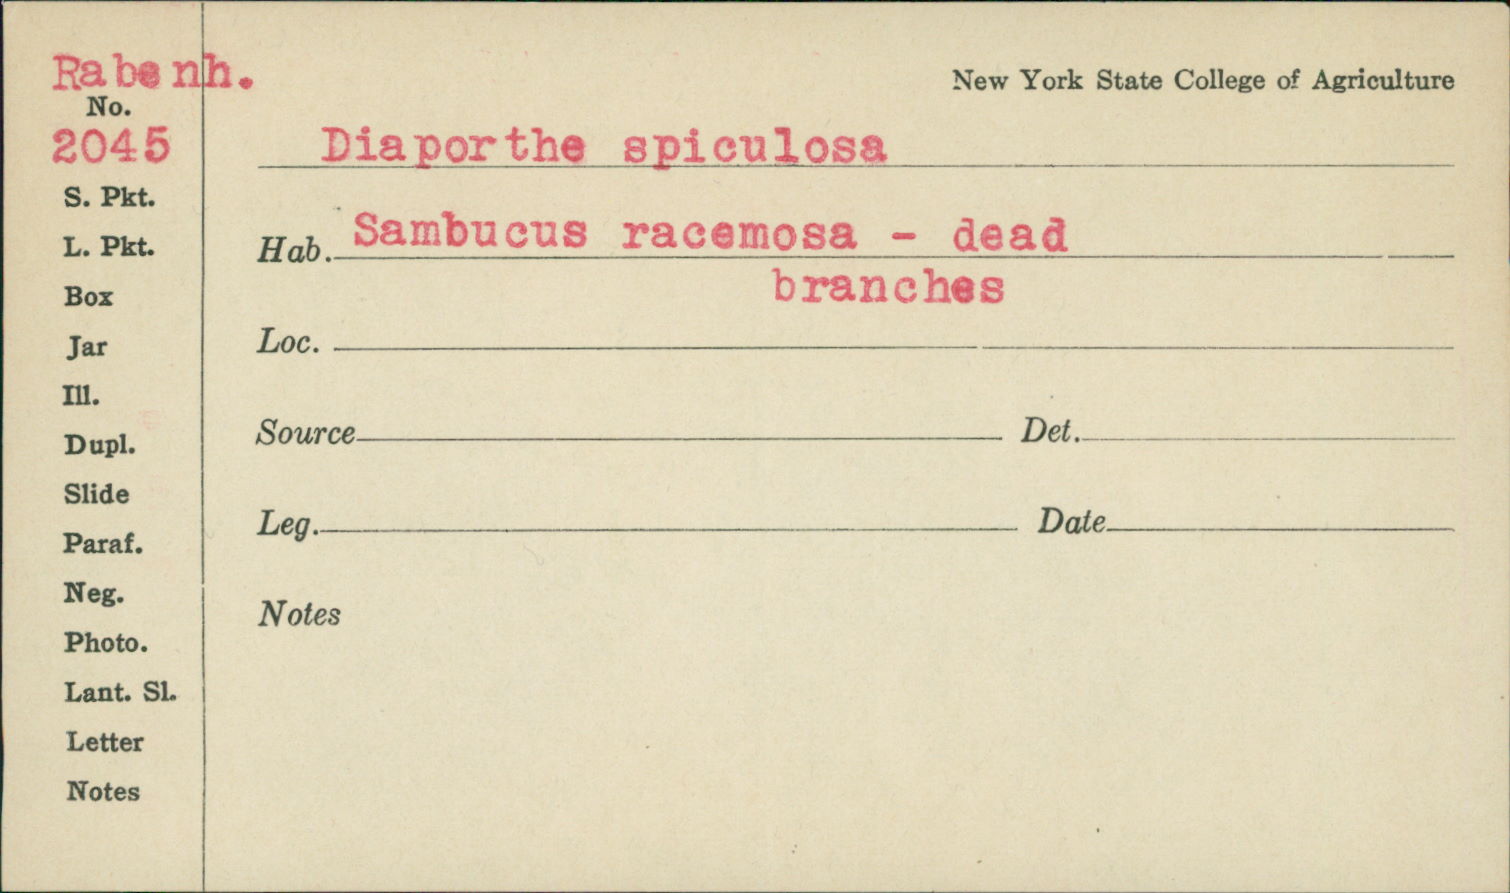 Rabenh.
New York State College of Agriculture
No.
2045
Diaporthe spiculosa
S. Pkt.
Hab. Sambucus racemosa - dead
branches
L. Pkt.
Box
Loc.
Jar
Ill.
Source Det.
Dupl.
Slide
Leg. Date
Paraf.
Neg.
Notes
Photo.
Lant. Sl.
Letter
Notes